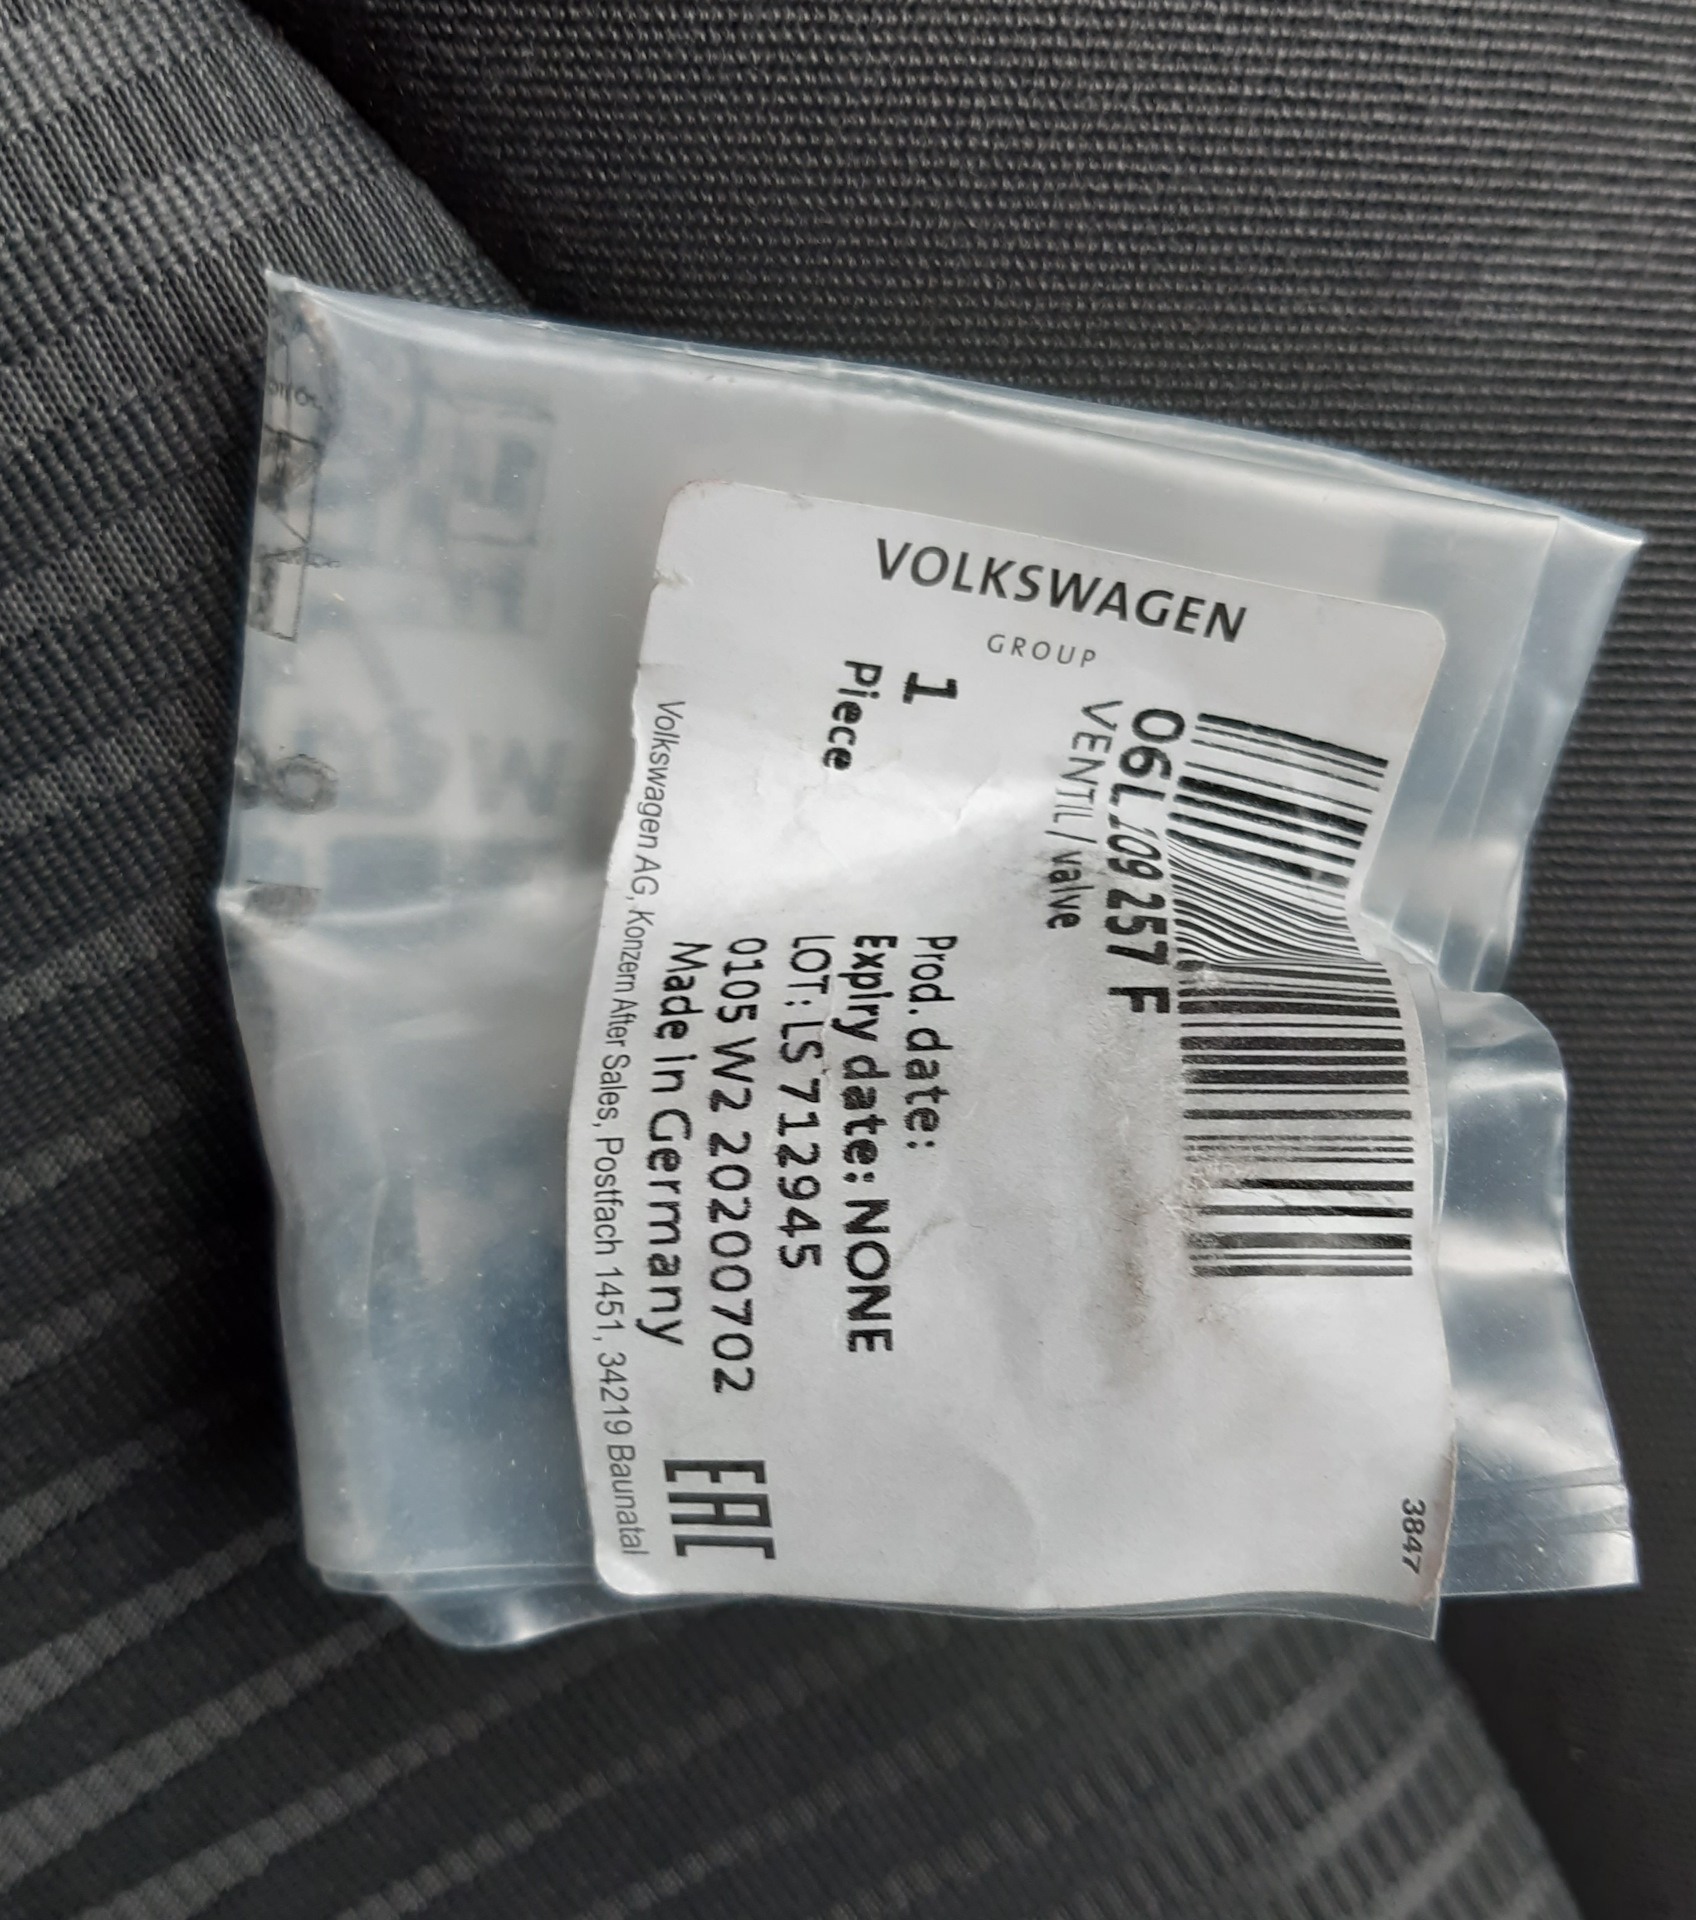 VOLKSWAGEN
GROUP
06L 109 257 F
VENTIL/ valve
1
Piece
Prod. date:
Expiry date: NONE
LOT: LS 712945
0105 W2 20200702
Made in Germany
EAC
Volkswagen AG, Konzern After Sales, Postfach 1451, 34219 Baunatal
3847